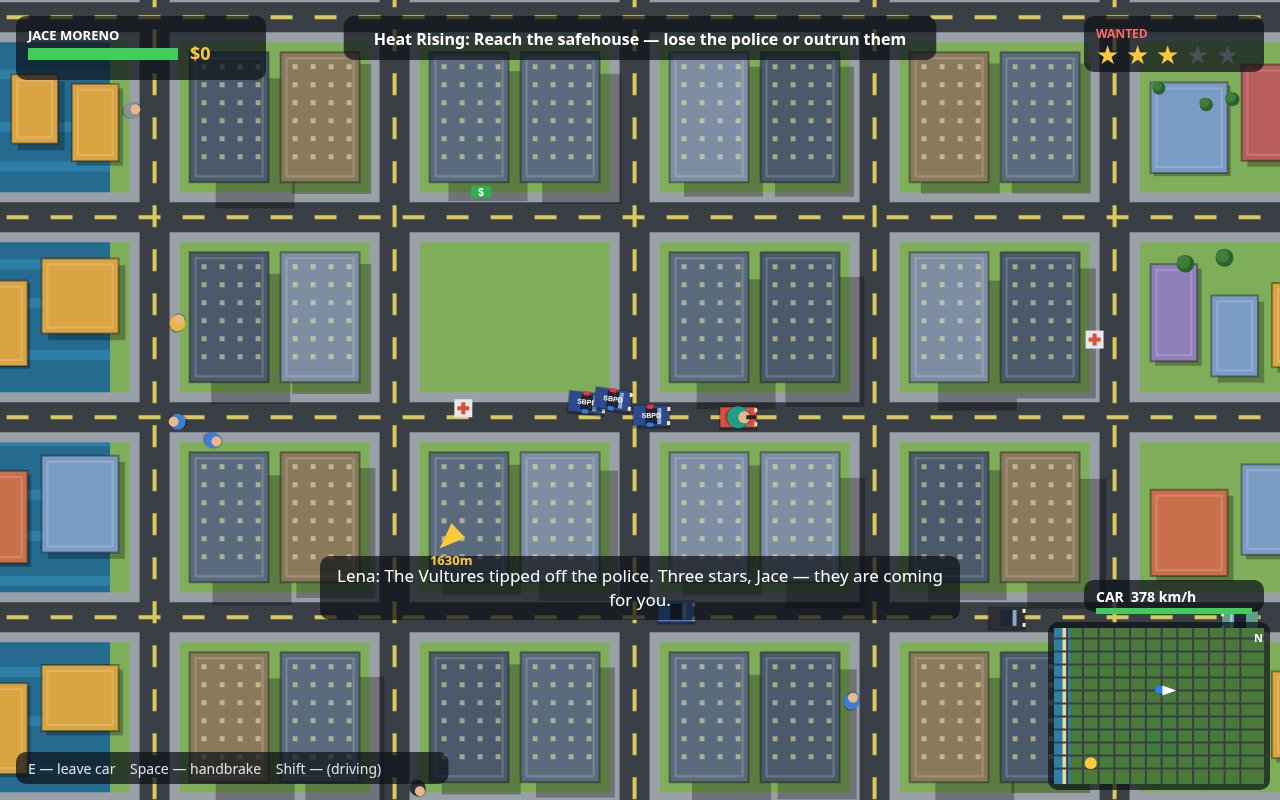 JACE MORENO
$0
Heat Rising: Reach the safehouse — lose the police or outrun them
WANTED
$
SBPD
SBPD
1630m
Lena: The Vultures tipped off the police. Three stars, Jace — they are coming
for you.
CAR 378 km/h
N
E — leave car Space — handbrake Shift — (driving)